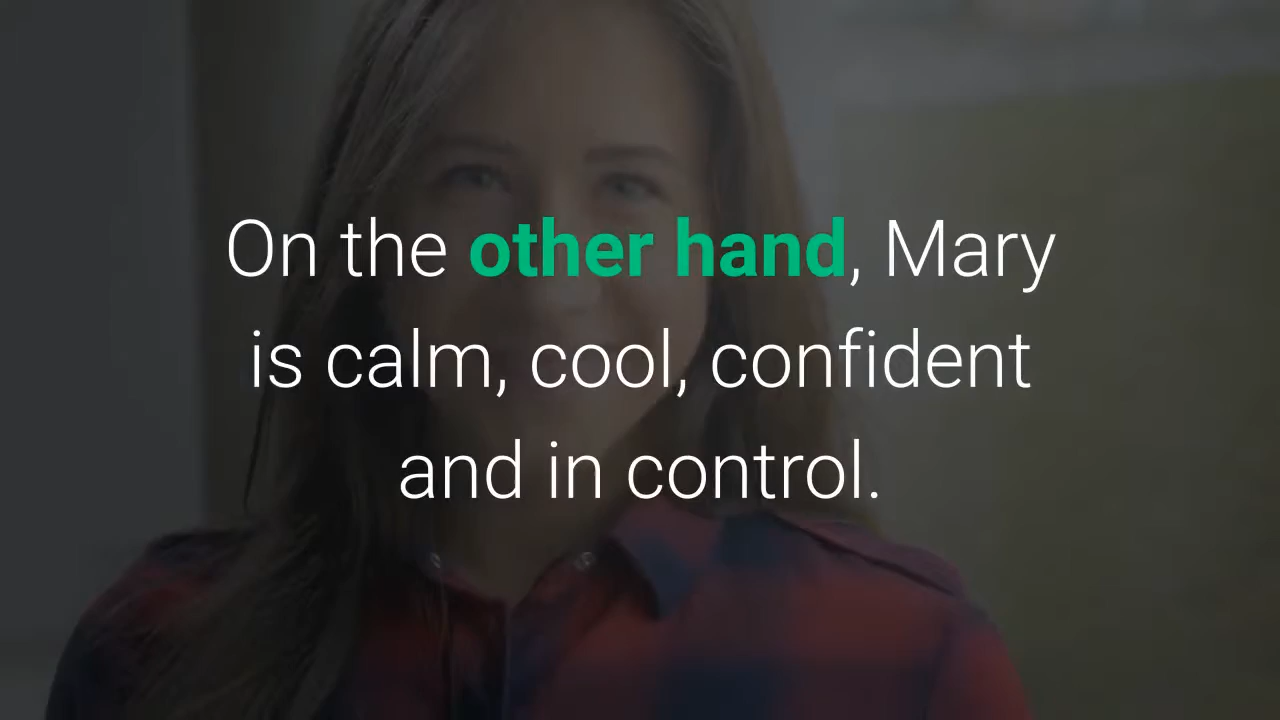 On the other hand, Mary
is calm, cool, confident
and in control.